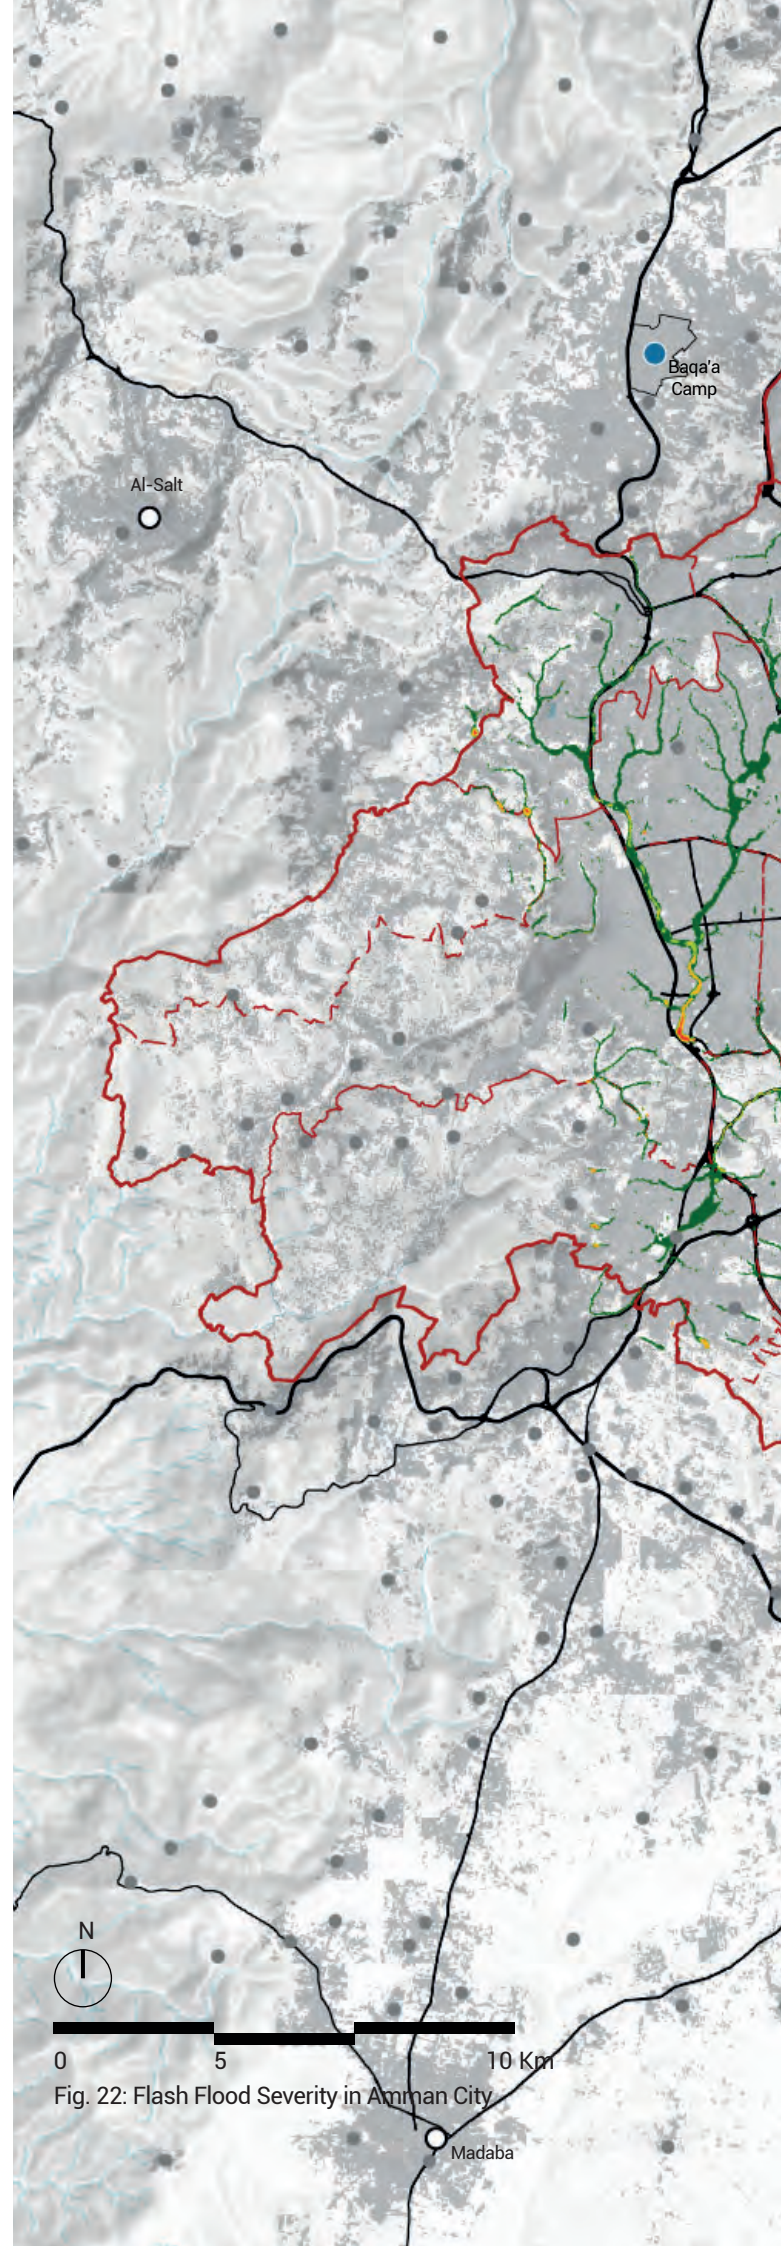 Baqa'a
Camp
Al-Salt
N
0 5 10 Km
Fig. 22: Flash Flood Severity in Amman City
Madaba